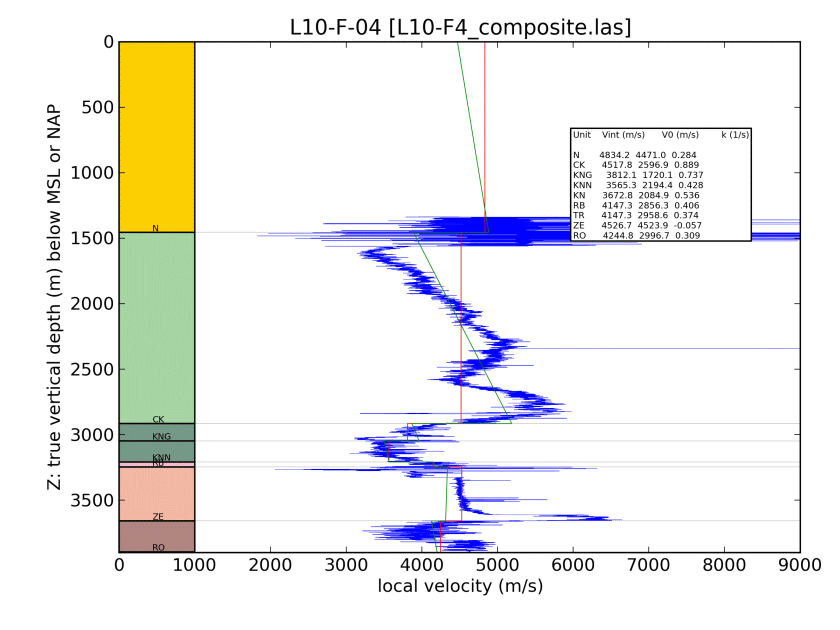 L10-F-04 [L10-F4_composite.las]
0
500
1000
1500
2000
2500
3000
3500
Z: true vertical depth (m) below MSL or NAP
N
CK
KNG
KNN
RB
ZE
RO
Unit Vint (m/s) V0 (m/s) k (1/s)
N 4834.2 4471.0 0.284
CK 4517.8 2596.9 0.889
KNG 3812.1 1720.1 0.737
KNN 3565.3 2194.4 0.428
KN 3672.8 2084.9 0.536
RB 4147.3 2856.3 0.406
TR 4147.3 2958.6 0.374
ZE 4526.7 4523.9 -0.057
RO 4244.8 2996.7 0.309
0 1000 2000 3000 4000 5000 6000 7000 8000 9000
local velocity (m/s)